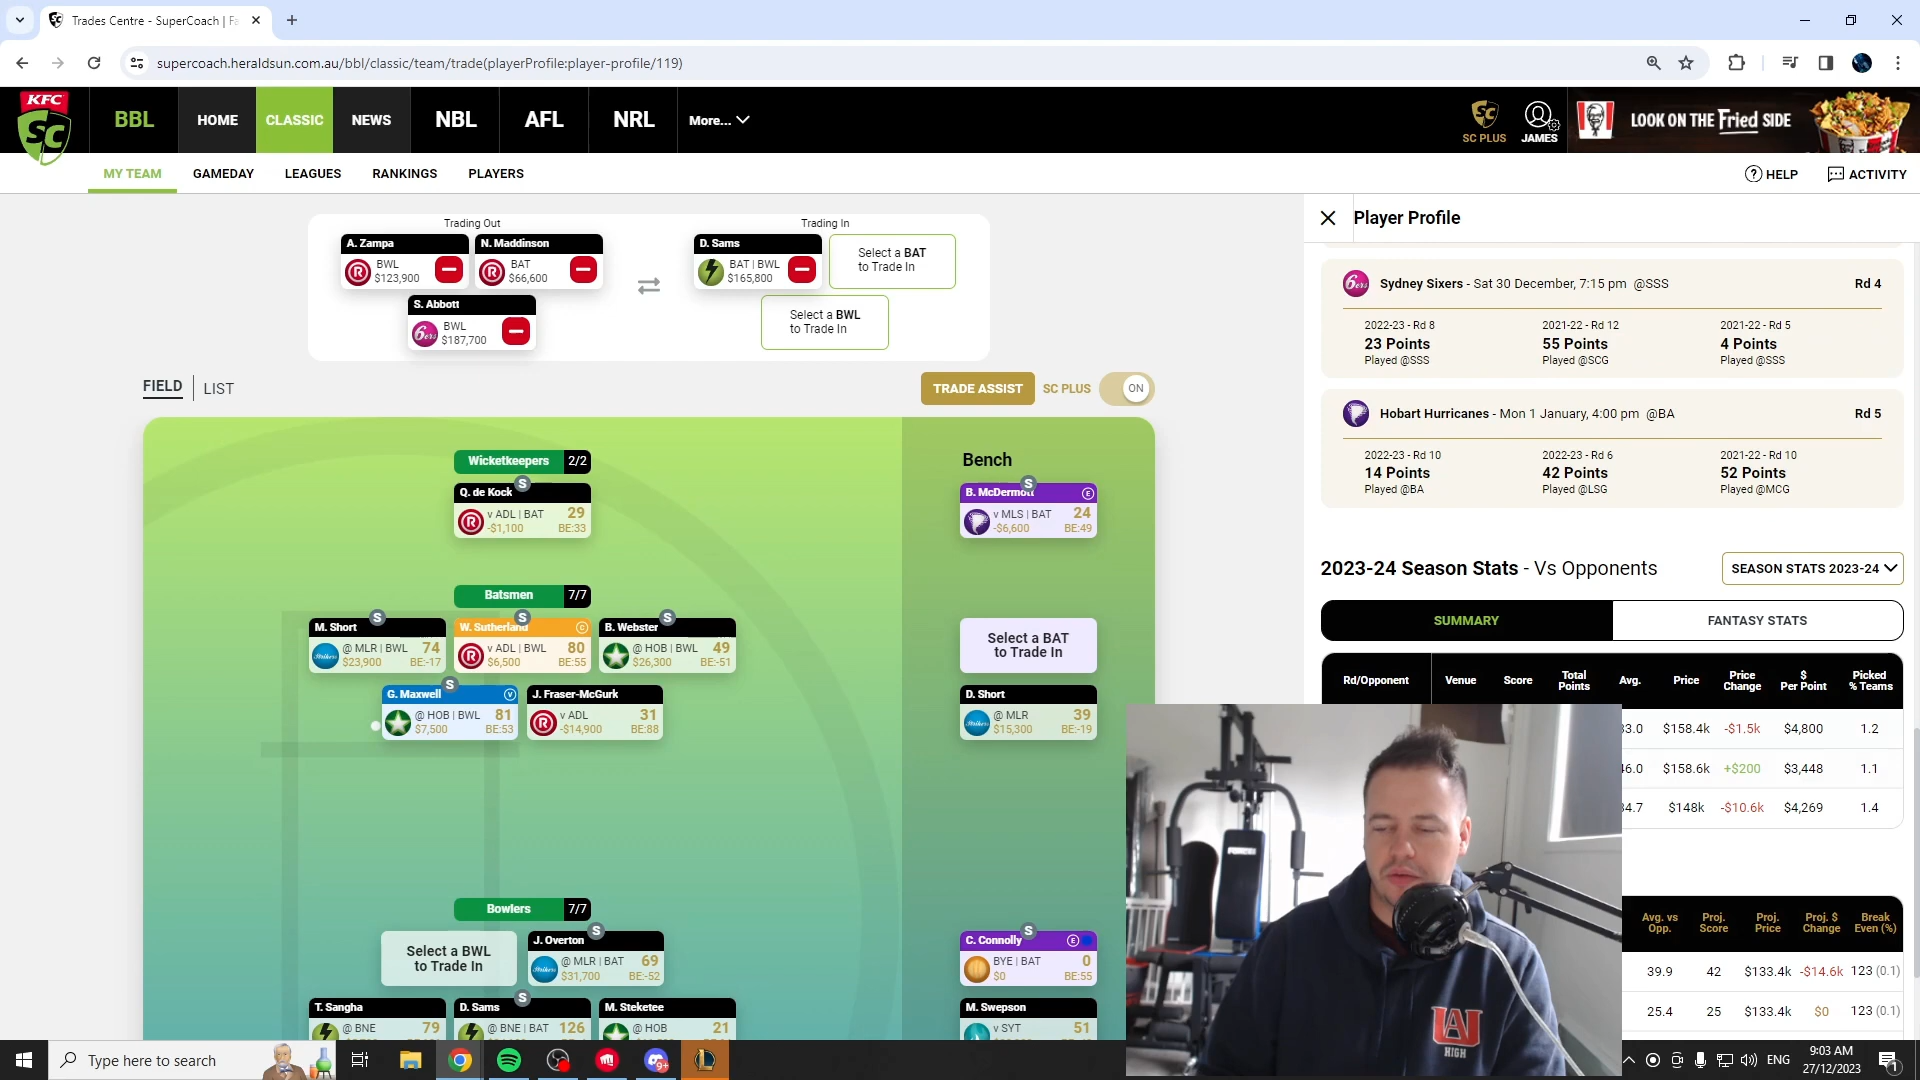 Trades Centre - SuperCoach | Fa
supercoach.heraldsun.com.au/bbl/classic/team/trade(playerProfile:player-profile/119)
KFC
SC
BBL
HOME
CLASSIC
NEWS
NBL
AFL
NRL
More...
SC PLUS
JAMES
LOOK ON THE Fried SIDE
MY TEAM
GAMEDAY
LEAGUES
RANKINGS
PLAYERS
HELP
ACTIVITY
Trading Out
Trading In
A. Zampa
BWL
$123,900
N. Maddinson
BAT
$66,600
S. Abbott
BWL
$187,700
D. Sams
BAT | BWL
$165,800
Select a BAT
to Trade In
Select a BWL
to Trade In
FIELD
LIST
TRADE ASSIST
SC PLUS
ON
Wicketkeepers 2/2
Q. de Kock
S
v ADL | BAT 29
-$1,100 BE:33
Batsmen 7/7
M. Short
S
@ MLR | BWL 74
$23,900 BE:-17
W. Sutherland
S
C
v ADL | BWL 80
$6,500 BE:55
B. Webster
S
@ HOB | BWL 49
$26,300 BE:-51
G. Maxwell
S
V
@ HOB | BWL 81
$7,500 BE:53
J. Fraser-McGurk
v ADL 31
-$14,900 BE:88
Bowlers 7/7
Select a BWL
to Trade In
J. Overton
S
@ MLR | BAT 69
$31,700 BE:-52
T. Sangha
@ BNE 79
D. Sams
S
@ BNE | BAT 126
M. Steketee
@ HOB 21
Bench
B. McDermott
S
E
v MLS | BAT 24
-$6,600 BE:49
Select a BAT
to Trade In
D. Short
@ MLR 39
$15,300 BE:-19
C. Connolly
S
E
BYE | BAT 0
$0 BE:55
M. Swepson
v SYT 51
Player Profile
Sydney Sixers - Sat 30 December, 7:15 pm @SSS Rd 4
2022-23 - Rd 8 2021-22 - Rd 12 2021-22 - Rd 5
23 Points 55 Points 4 Points
Played @SSS Played @SCG Played @SSS
Hobart Hurricanes - Mon 1 January, 4:00 pm @BA Rd 5
2022-23 - Rd 10 2022-23 - Rd 6 2021-22 - Rd 10
14 Points 42 Points 52 Points
Played @BA Played @LSG Played @MCG
2023-24 Season Stats - Vs Opponents
SEASON STATS 2023-24
SUMMARY
FANTASY STATS
Rd/Opponent Venue Score Total Points Avg. Price Price Change $ Per Point Picked % Teams
3.0 $158.4k -$1.5k $4,800 1.2
6.0 $158.6k +$200 $3,448 1.1
4.7 $148k -$10.6k $4,269 1.4
Avg. vs Opp. Proj. Score Proj. Price Proj. $ Change Break Even (%)
39.9 42 $133.4k -$14.6k 123 (0.1)
25.4 25 $133.4k $0 123 (0.1)
HIGH
Type here to search
9+
ENG
9:03 AM
27/12/2023
1